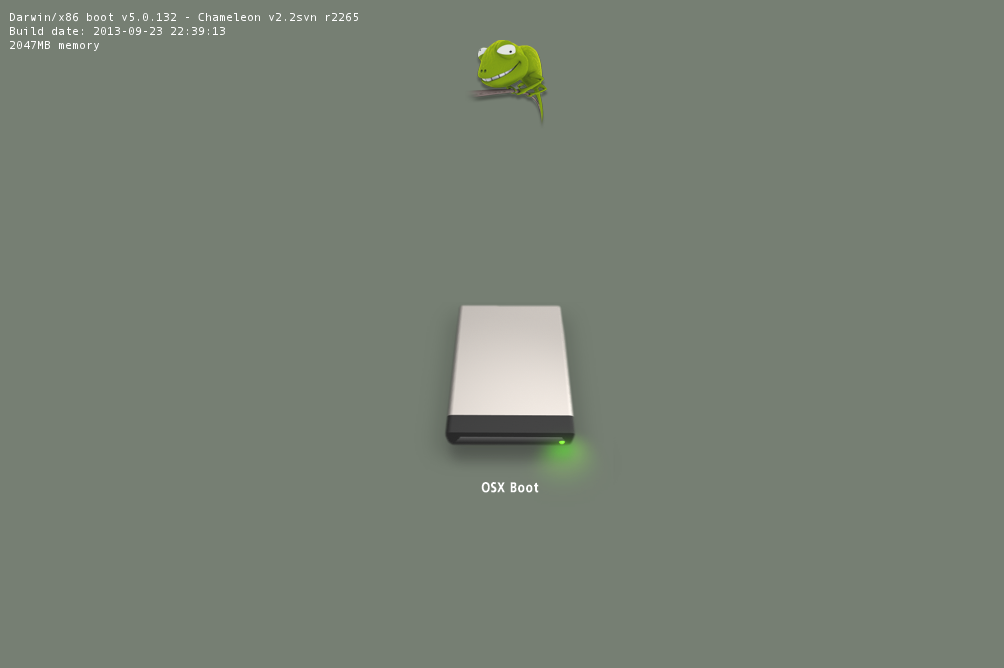 Darwin/x86 boot v5.0.132 - Chameleon v2.2svn r2265
Build date: 2013-09-23 22:39:13
2047MB memory
OSX Boot